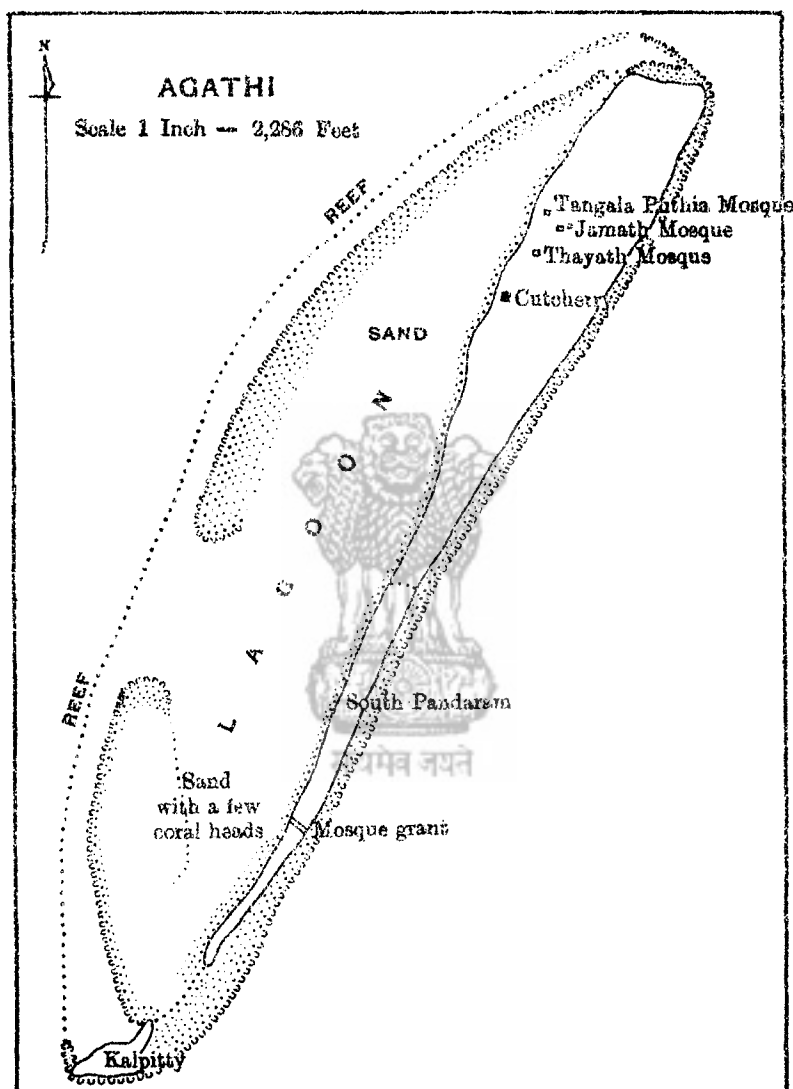 N
AGATHI
Scale 1 Inch — 2,286 Feet
REEF
Tangala Puthia Mosque
Jamath Mosque
Thayath Mosque
Cutcherry
SAND
LAGOON
REEF
South Pandaram
सत्यमेव जयते
Sand
with a few
coral heads
Mosque grant
Kalpitty